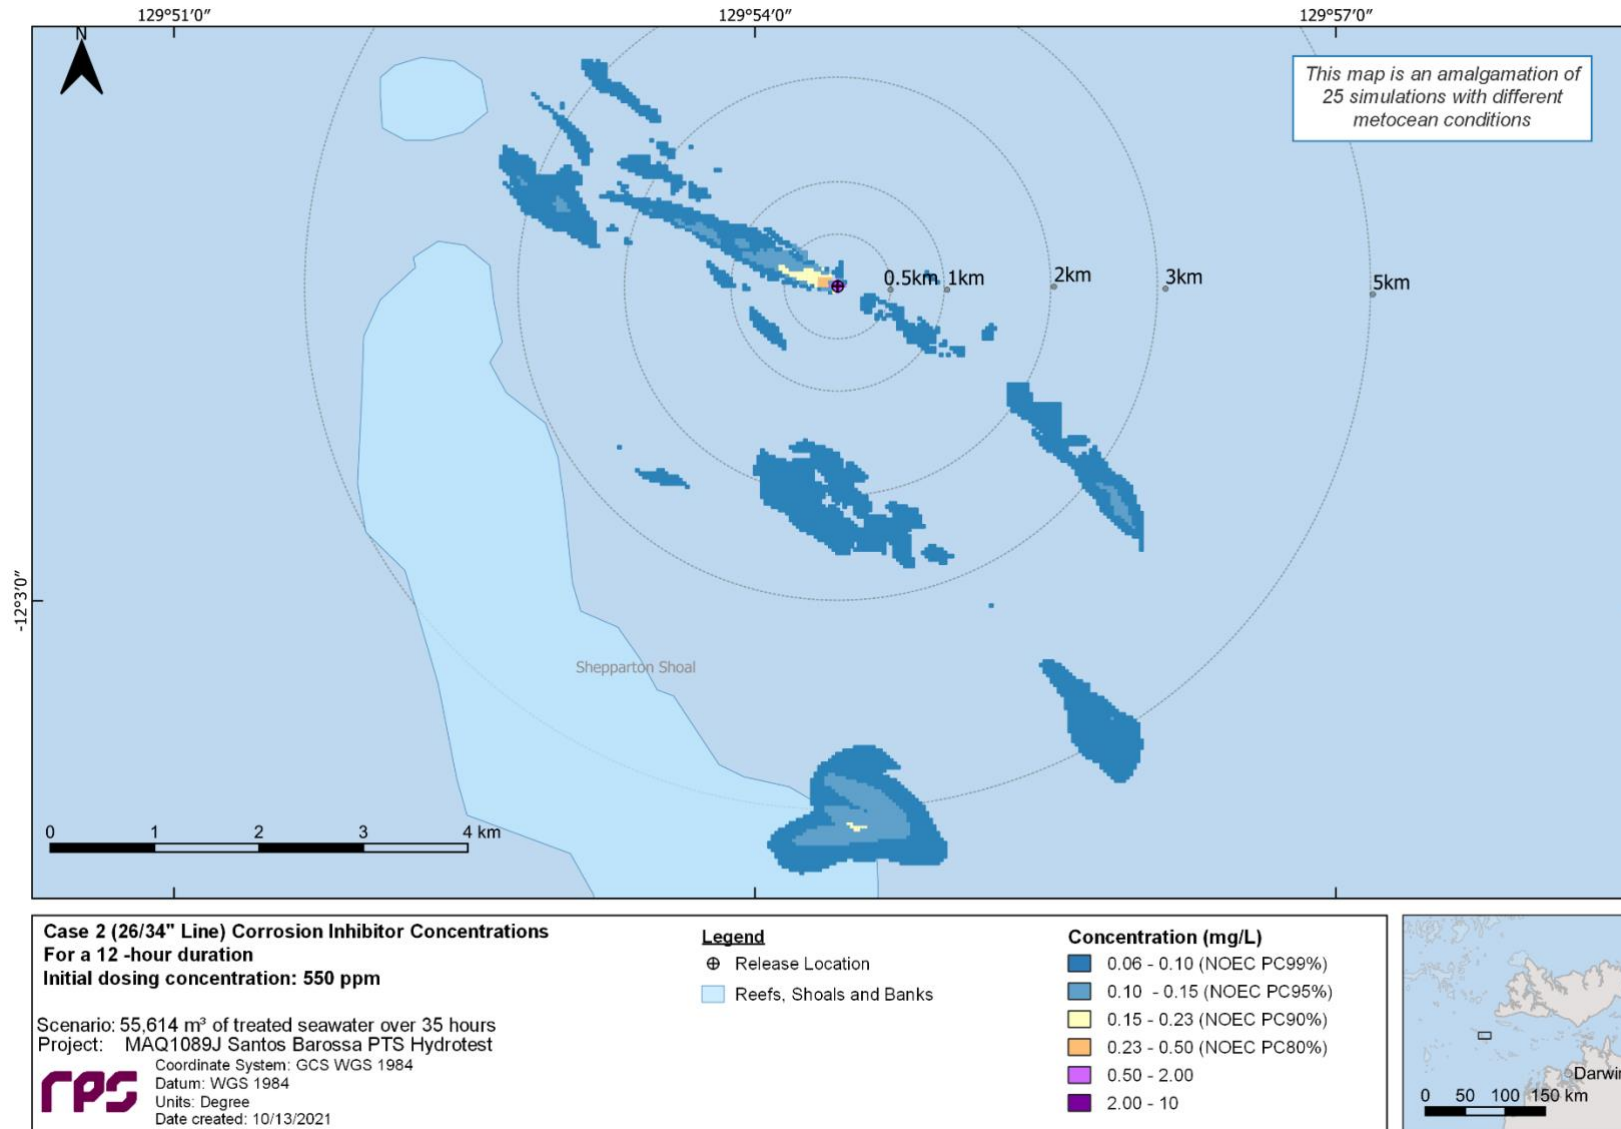 129°51′0″
129°54′0″
129°57′0″
N
This map is an amalgamation of
25 simulations with different
metocean conditions
0.5km
1km
2km
3km
5km
-12°3′0″
Shepparton Shoal
0 1 2 3 4 km
Case 2 (26/34" Line) Corrosion Inhibitor Concentrations
For a 12 -hour duration
Initial dosing concentration: 550 ppm
Scenario: 55,614 m³ of treated seawater over 35 hours
Project: MAQ1089J Santos Barossa PTS Hydrotest
rps
Coordinate System: GCS WGS 1984
Datum: WGS 1984
Units: Degree
Date created: 10/13/2021
Legend
Release Location
Reefs, Shoals and Banks
Concentration (mg/L)
0.06 - 0.10 (NOEC PC99%)
0.10 - 0.15 (NOEC PC95%)
0.15 - 0.23 (NOEC PC90%)
0.23 - 0.50 (NOEC PC80%)
0.50 - 2.00
2.00 - 10
Darwin
0 50 100 150 km